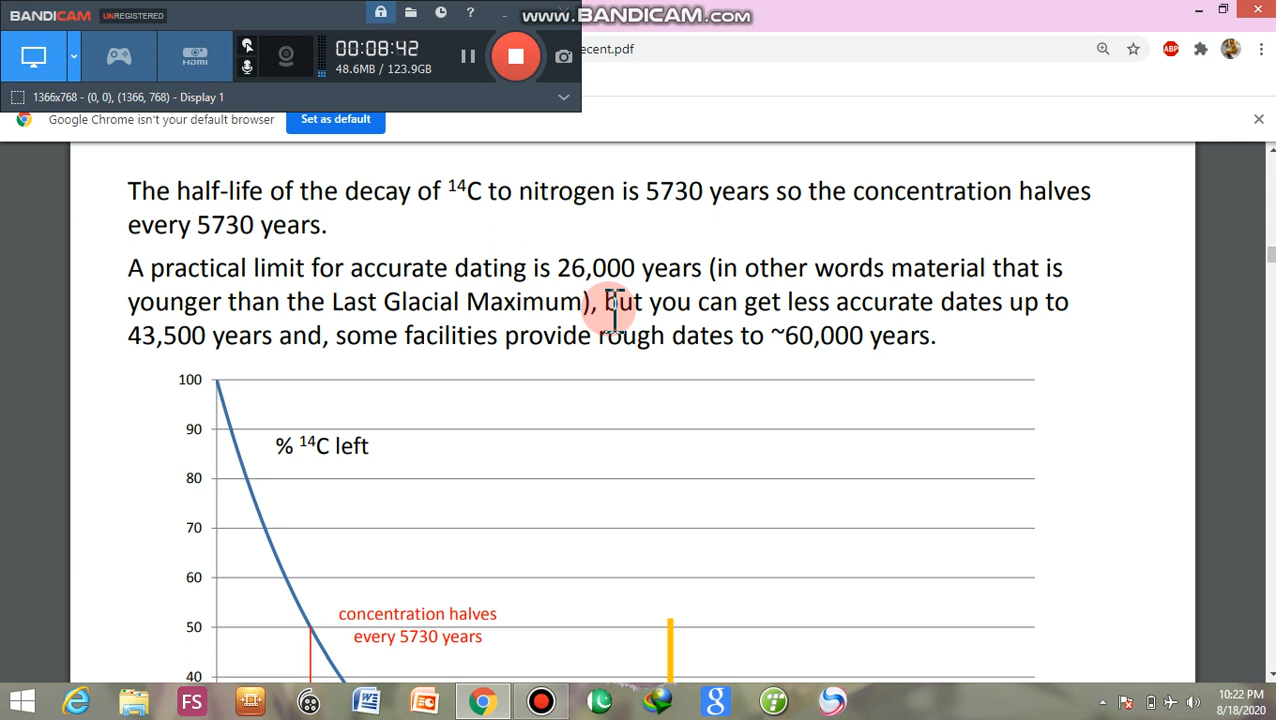 BANDICAM UNREGISTERED
www.BANDICAM.com
HDMI
00:08:42
48.6MB / 123.9GB
1366x768 - (0, 0), (1366, 768) - Display 1
ecent.pdf
ABP
Google Chrome isn't your default browser
Set as default
The half-life of the decay of ¹⁴C to nitrogen is 5730 years so the concentration halves
every 5730 years.
A practical limit for accurate dating is 26,000 years (in other words material that is
younger than the Last Glacial Maximum), but you can get less accurate dates up to
43,500 years and, some facilities provide rough dates to ~60,000 years.
100
90
80
70
60
50
40
% ¹⁴C left
concentration halves
every 5730 years
FS
10:22 PM
8/18/2020